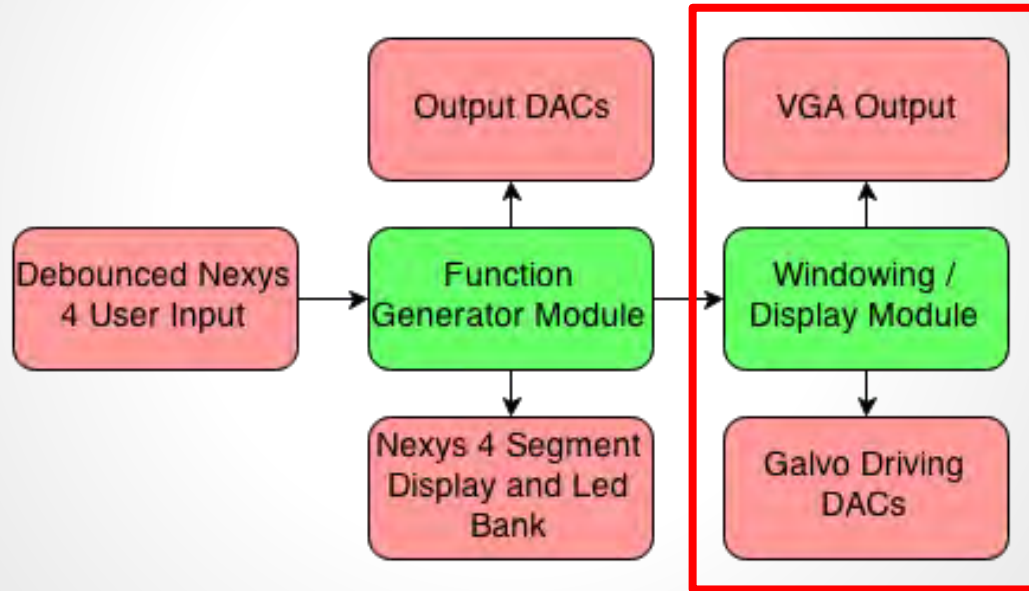 Output DACs
VGA Output
Debounced Nexys
4 User Input
Function
Generator Module
Windowing /
Display Module
Nexys 4 Segment
Display and Led
Bank
Galvo Driving
DACs